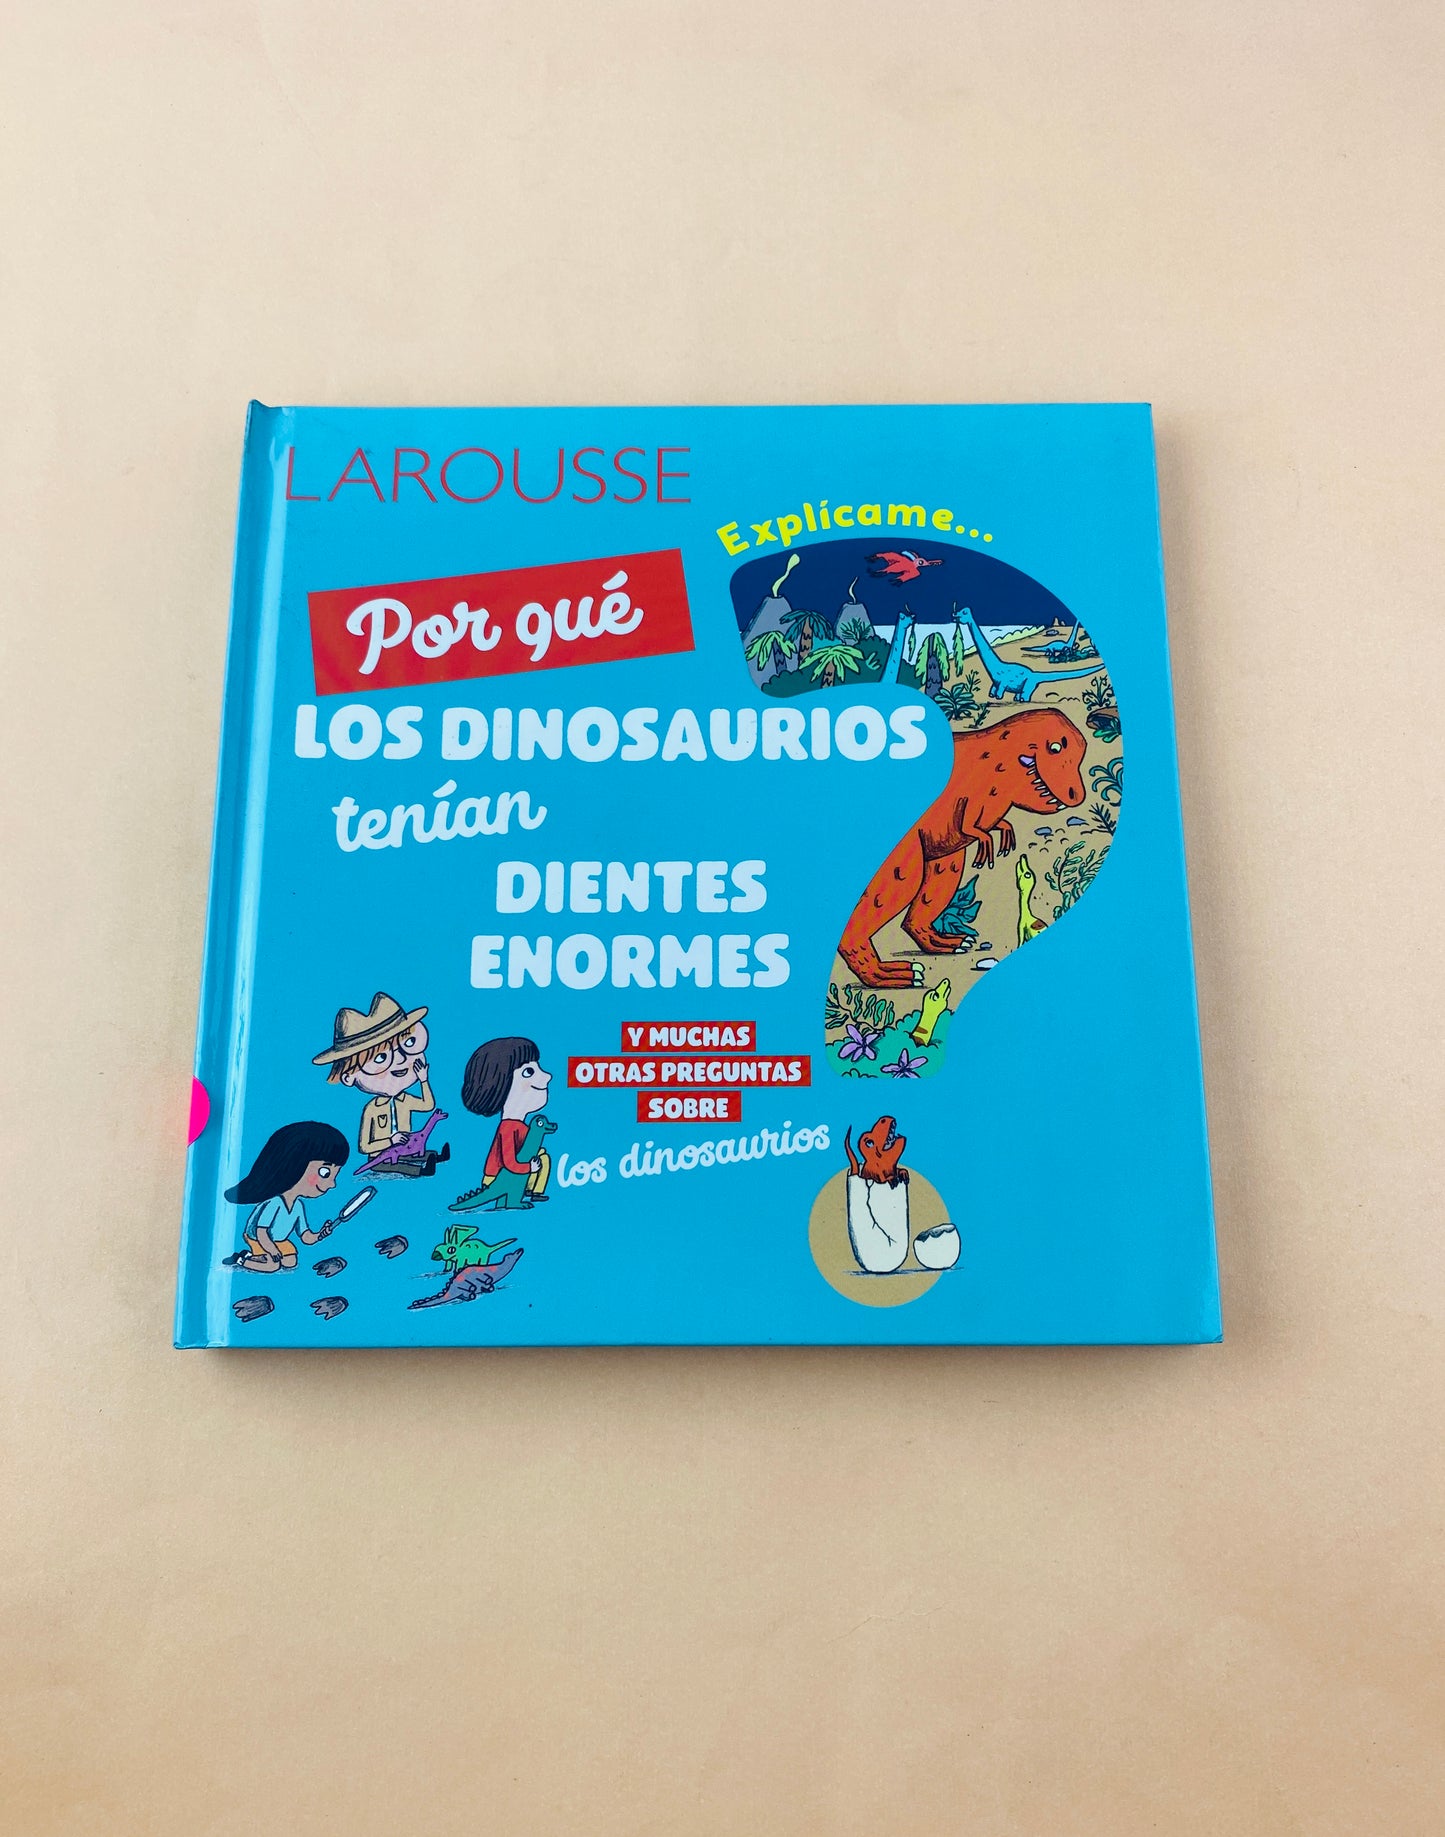 LAROUSSE
Explícame...
Por qué
LOS DINOSAURIOS
tenían
DIENTES
ENORMES
Y MUCHAS
OTRAS PREGUNTAS
SOBRE
los dinosaurios